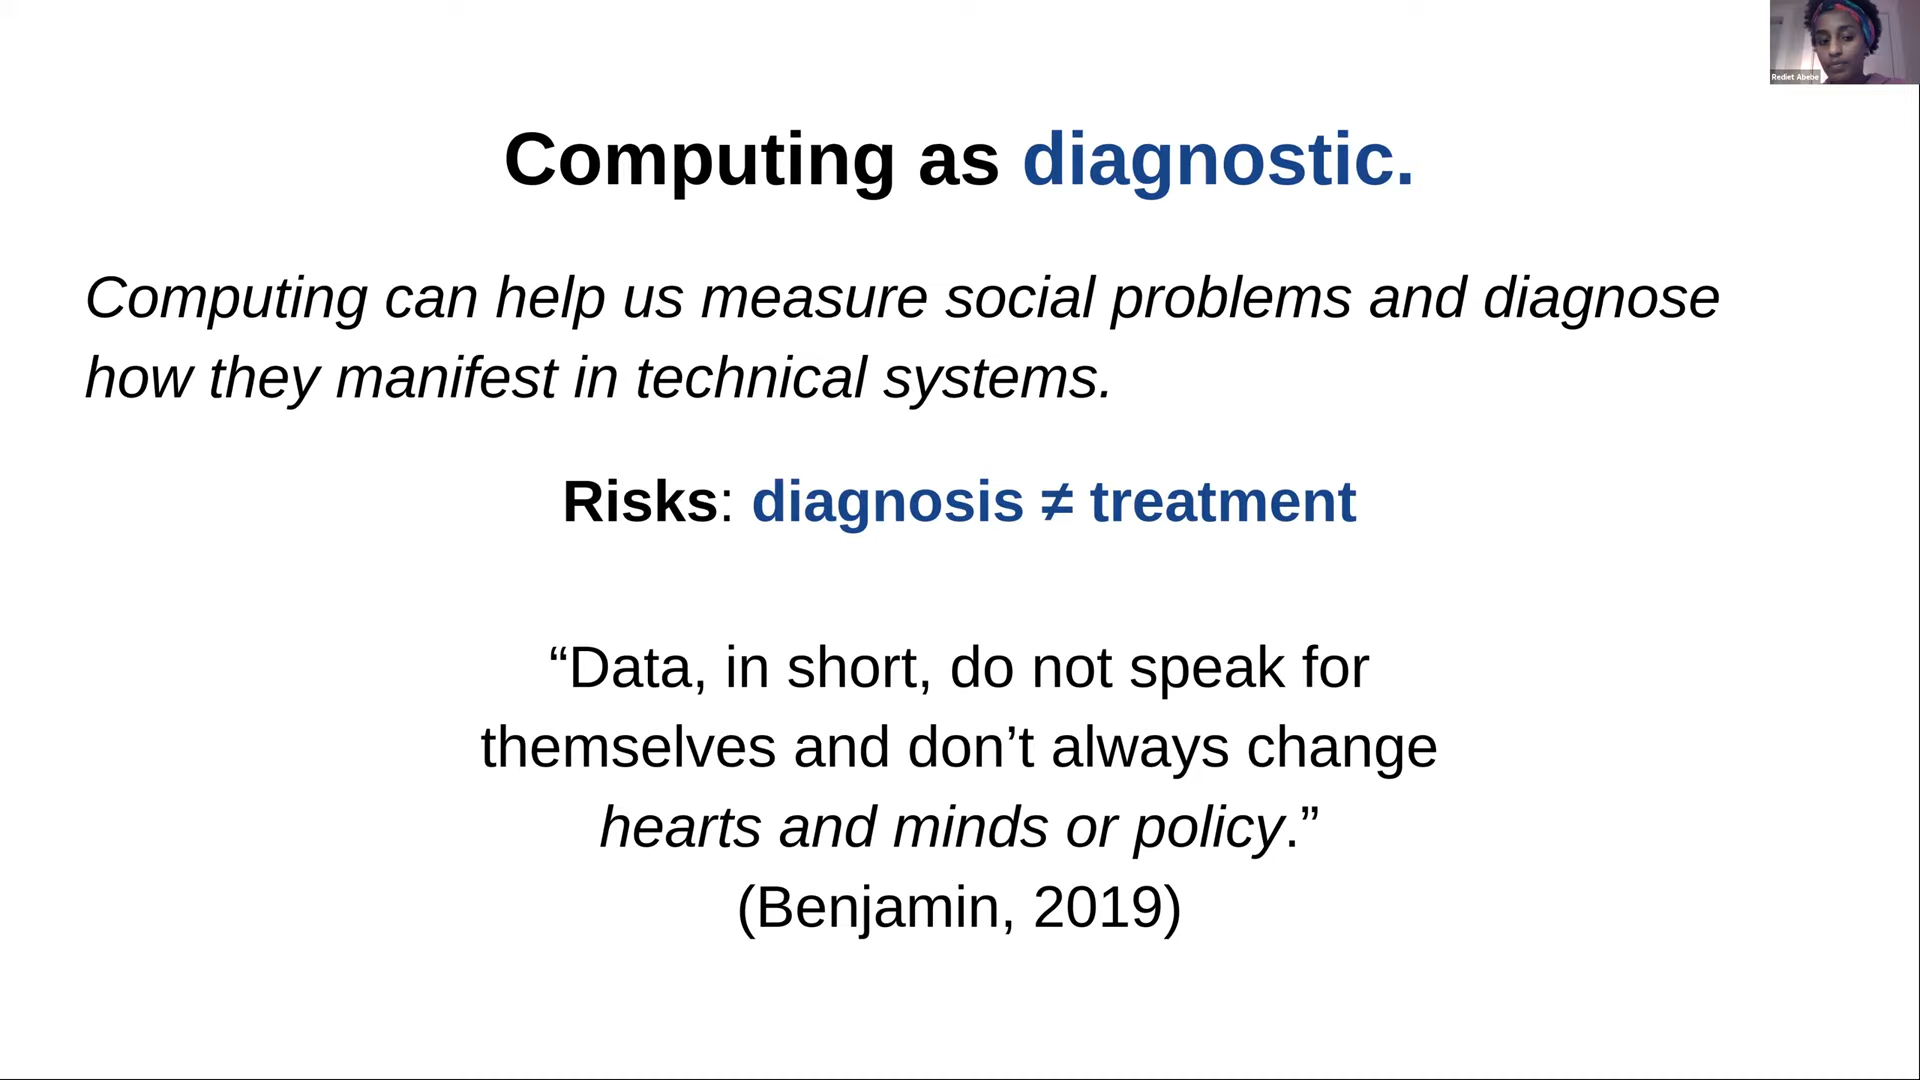 Rediet Abebe
Computing as diagnostic.
Computing can help us measure social problems and diagnose
how they manifest in technical systems.
Risks: diagnosis ≠ treatment
“Data, in short, do not speak for
themselves and don’t always change
hearts and minds or policy.”
(Benjamin, 2019)